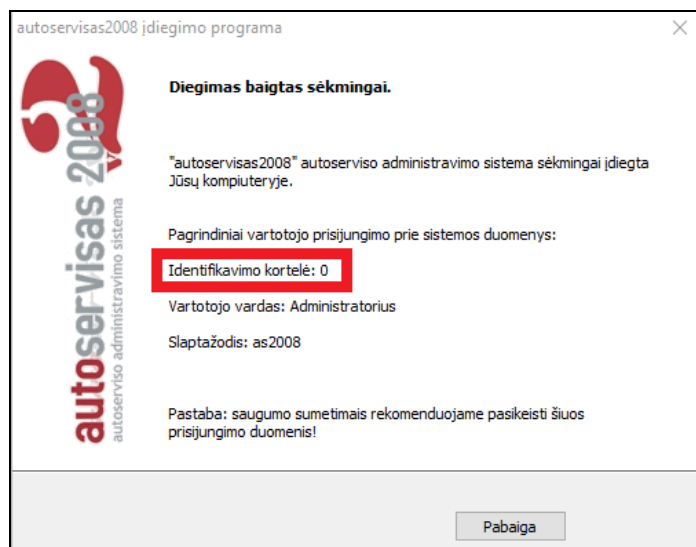 autoservisas2008 įdiegimo programa
autoservisas 2008
autoserviso administravimo sistema
Diegimas baigtas sėkmingai.
"autoservisas2008" autoserviso administravimo sistema sėkmingai įdiegta
Jūsų kompiuteryje.
Pagrindiniai vartotojo prisijungimo prie sistemos duomenys:
Identifikavimo kortelė: 0
Vartotojo vardas: Administratorius
Slaptažodis: as2008
Pastaba: saugumo sumetimais rekomenduojame pasikeisti šiuos
prisijungimo duomenis!
Pabaiga